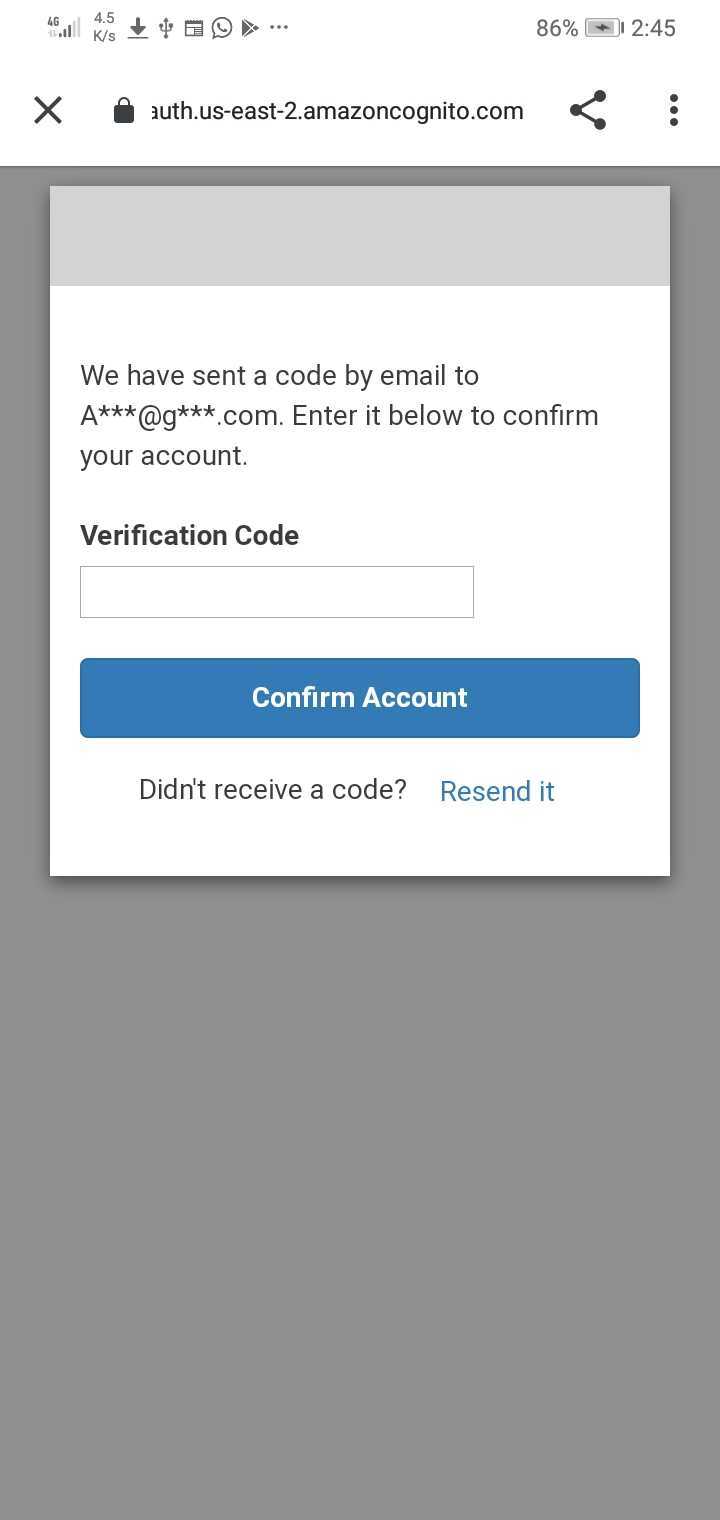 4G 4.5 K/s 86% 2:45
auth.us-east-2.amazoncognito.com
We have sent a code by email to
A***@g***.com. Enter it below to confirm
your account.
Verification Code
Confirm Account
Didn't receive a code? Resend it